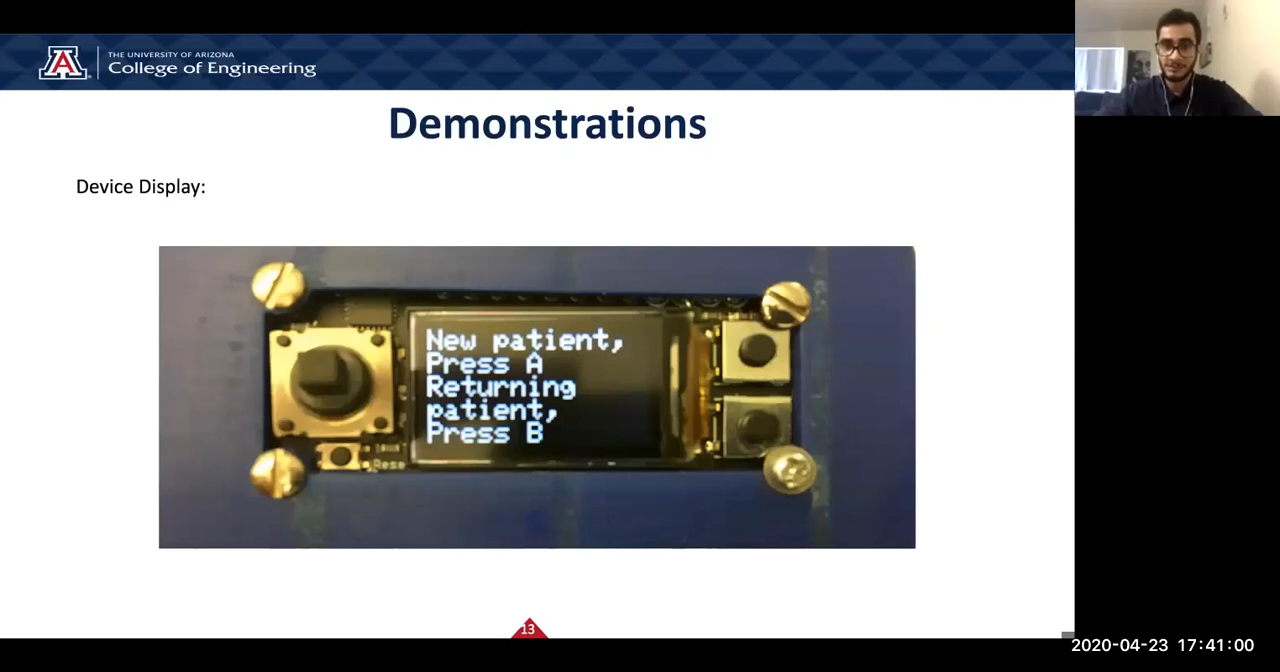 THE UNIVERSITY OF ARIZONA
College of Engineering
Demonstrations
Device Display:
New patient,
Press A
Returning
patient,
Press B
Rese
13
2020-04-23 17:41:00